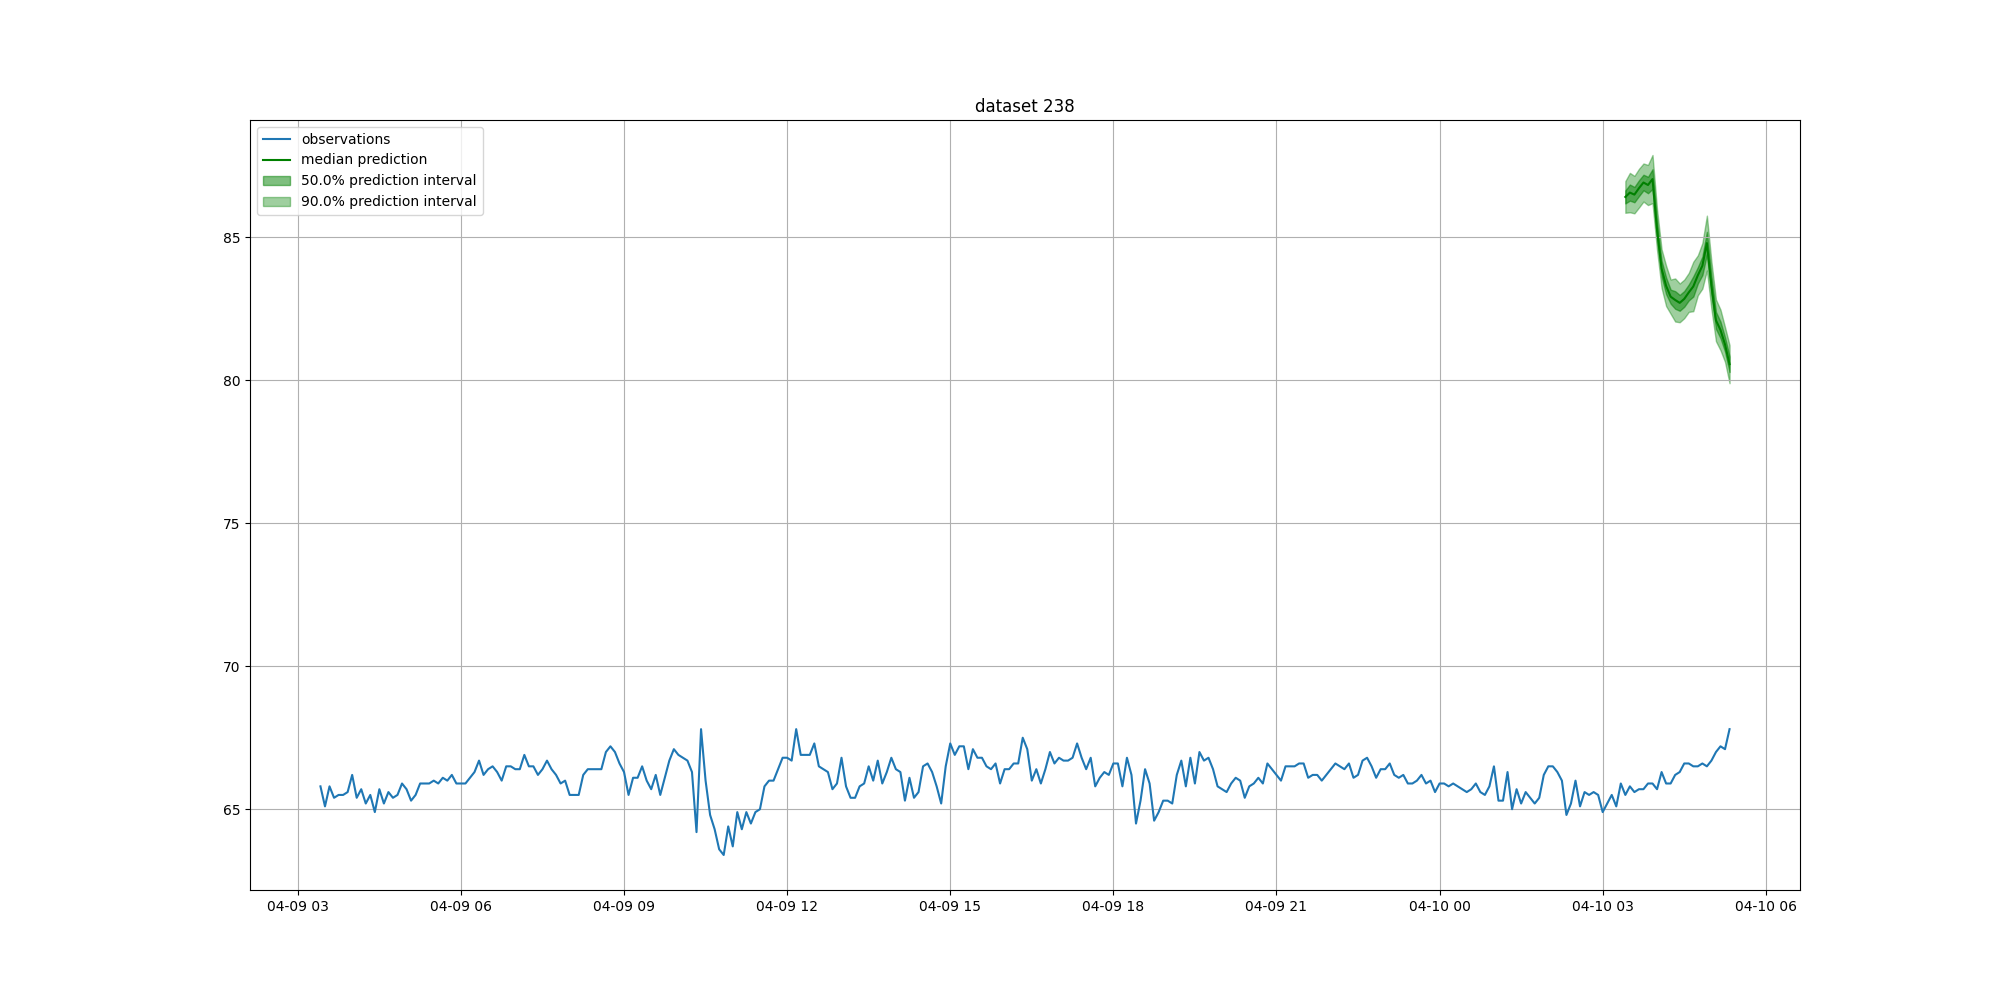 dataset 238
observations
median prediction
50.0% prediction interval
90.0% prediction interval
85
80
75
70
65
04-09 03 04-09 06 04-09 09 04-09 12 04-09 15 04-09 18 04-09 21 04-10 00 04-10 03 04-10 06